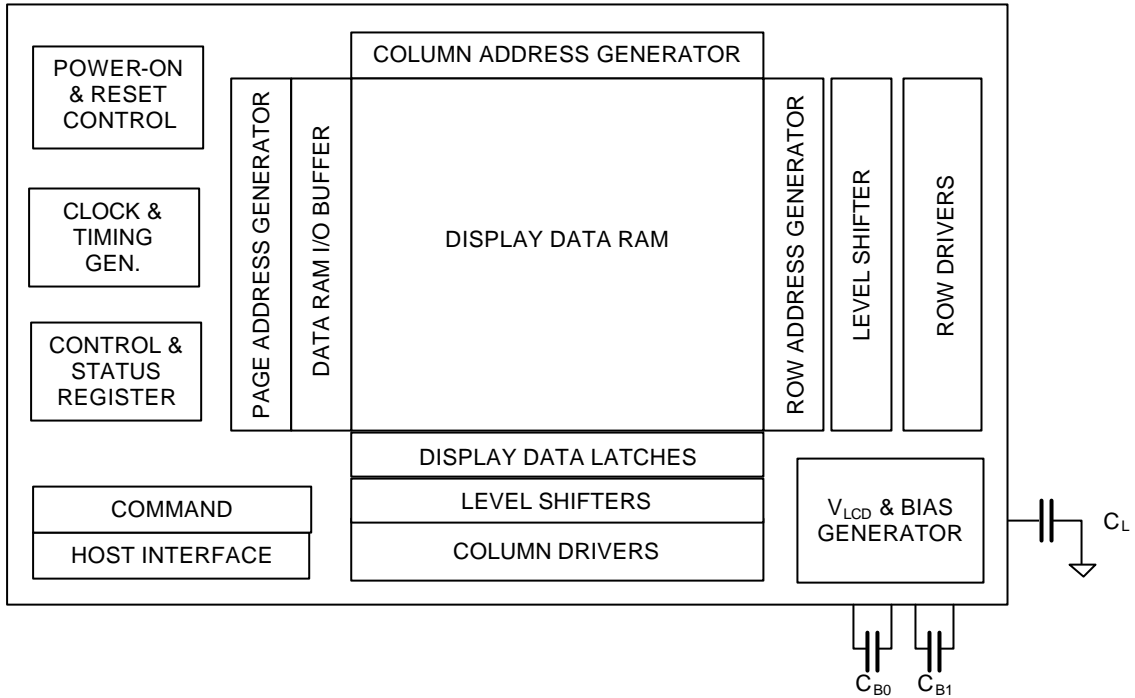 COLUMN ADDRESS GENERATOR
POWER-ON
& RESET
CONTROL
CLOCK &
TIMING
GEN.
CONTROL &
STATUS
REGISTER
PAGE ADDRESS GENERATOR
DATA RAM I/O BUFFER
DISPLAY DATA RAM
ROW ADDRESS GENERATOR
LEVEL SHIFTER
ROW DRIVERS
DISPLAY DATA LATCHES
LEVEL SHIFTERS
COLUMN DRIVERS
COMMAND
HOST INTERFACE
VLCD & BIAS
GENERATOR
CL
CB0
CB1